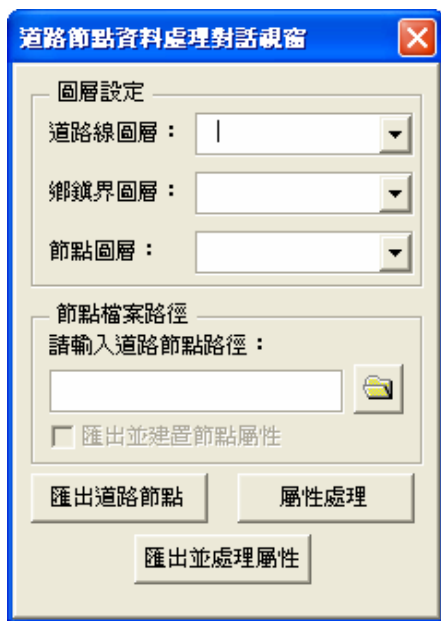 道路節點資料處理對話視窗
圖層設定
道路線圖層：
鄉鎮界圖層：
節點圖層：
節點檔案路徑
請輸入道路節點路徑：
匯出並建置節點屬性
匯出道路節點
屬性處理
匯出並處理屬性